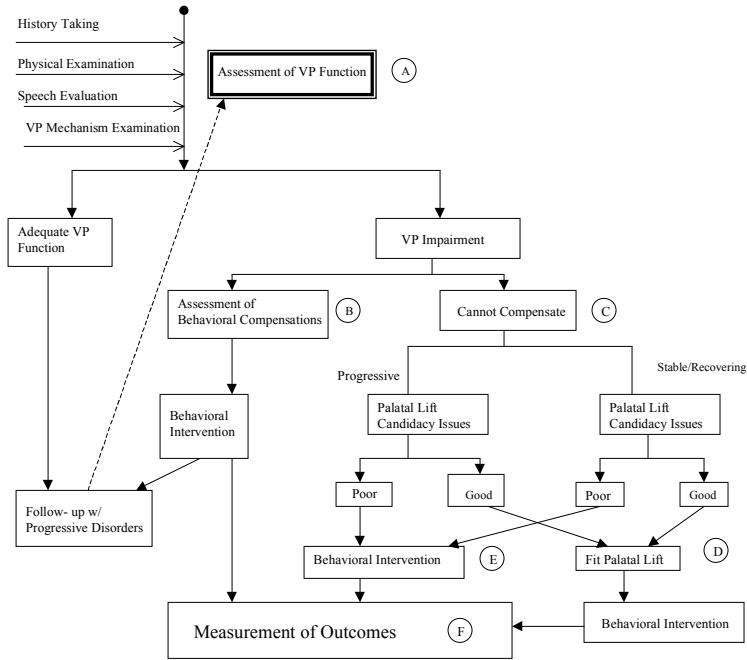 History Taking
Physical Examination
Speech Evaluation
VP Mechanism Examination
Assessment of VP Function
A
Adequate VP
Function
VP Impairment
Assessment of
Behavioral Compensations
B
Cannot Compensate
C
Progressive
Stable/Recovering
Behavioral
Intervention
Palatal Lift
Candidacy Issues
Palatal Lift
Candidacy Issues
Poor
Good
Poor
Good
Follow- up w/
Progressive Disorders
Behavioral Intervention
E
Fit Palatal Lift
D
Measurement of Outcomes
F
Behavioral Intervention